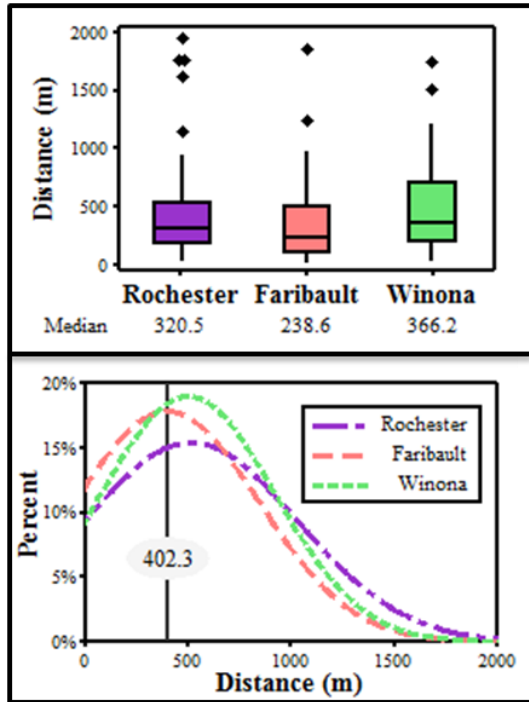 Distance (m)
2000
1500
1000
500
0
Rochester Faribault Winona
Median 320.5 238.6 366.2
Percent
20%
15%
10%
5%
0%
Rochester
Faribault
Winona
402.3
0 500 1000 1500 2000
Distance (m)